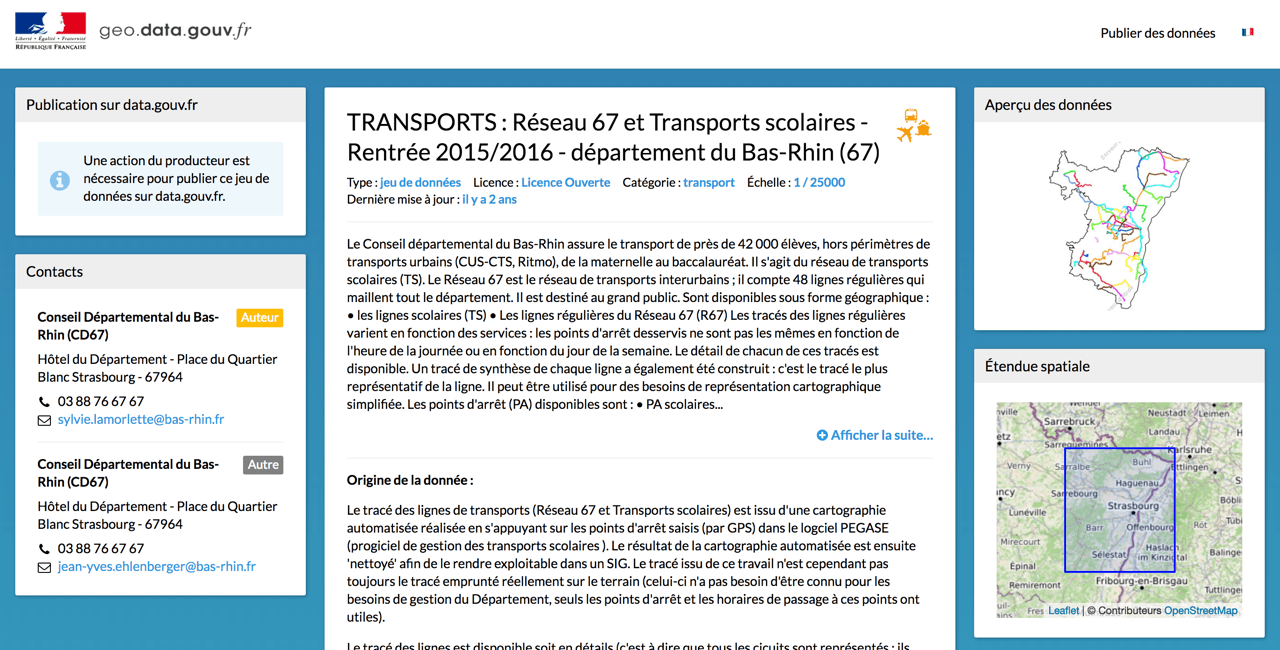 Liberté • Égalité • Fraternité
RÉPUBLIQUE FRANÇAISE
geo.data.gouv.fr
Publier des données
Publication sur data.gouv.fr
Une action du producteur est
nécessaire pour publier ce jeu de
données sur data.gouv.fr.
Contacts
Conseil Départemental du Bas-
Rhin (CD67)
Auteur
Hôtel du Département - Place du Quartier
Blanc Strasbourg - 67964
03 88 76 67 67
sylvie.lamorlette@bas-rhin.fr
Conseil Départemental du Bas-
Rhin (CD67)
Autre
Hôtel du Département - Place du Quartier
Blanc Strasbourg - 67964
03 88 76 67 67
jean-yves.ehlenberger@bas-rhin.fr
TRANSPORTS : Réseau 67 et Transports scolaires -
Rentrée 2015/2016 - département du Bas-Rhin (67)
Type : jeu de données Licence : Licence Ouverte Catégorie : transport Échelle : 1 / 25000
Dernière mise à jour : il y a 2 ans
Le Conseil départemental du Bas-Rhin assure le transport de près de 42 000 élèves, hors périmètres de
transports urbains (CUS-CTS, Ritmo), de la maternelle au baccalauréat. Il s'agit du réseau de transports
scolaires (TS). Le Réseau 67 est le réseau de transports interurbains ; il compte 48 lignes régulières qui
maillent tout le département. Il est destiné au grand public. Sont disponibles sous forme géographique :
• les lignes scolaires (TS) • Les lignes régulières du Réseau 67 (R67) Les tracés des lignes régulières
varient en fonction des services : les points d'arrêt desservis ne sont pas les mêmes en fonction de
l'heure de la journée ou en fonction du jour de la semaine. Le détail de chacun de ces tracés est
disponible. Un tracé de synthèse de chaque ligne a également été construit : c'est le tracé le plus
représentatif de la ligne. Il peut être utilisé pour des besoins de représentation cartographique
simplifiée. Les points d'arrêt (PA) disponibles sont : • PA scolaires...
Afficher la suite...
Origine de la donnée :
Le tracé des lignes de transports (Réseau 67 et Transports scolaires) est issu d'une cartographie
automatisée réalisée en s'appuyant sur les points d'arrêt saisis (par GPS) dans le logciel PEGASE
(progiciel de gestion des transports scolaires ). Le résultat de la cartographie automatisée est ensuite
'nettoyé' afin de le rendre exploitable dans un SIG. Le tracé issu de ce travail n'est cependant pas
toujours le tracé emprunté réellement sur le terrain (celui-ci n'a pas besoin d'être connu pour les
besoins de gestion du Département, seuls les points d'arrêt et les horaires de passage à ces points ont
utiles).
Le tracé des lignes est disponible soit en détails (c'est à dire que tous les cicuits sont représentés : ils
Aperçu des données
Étendue spatiale
nville
Wendel
Neustadt
Leimen
Sarrebruck
Landau
etz
Sarreguemines
Karlsruhe
Verny
Sarralbe
Buhl
Ettlingen
Haguenau
ncy
Sarrebourg
Strasbourg
Böbli
Lunéville
Barr
Offenbourg
Rot
Tübi
Mirecourt
Haslach
im Kinzigtal
Balinge
Sélestat
Épinal
Remiremont
Fribourg-en-Brisgau
Fres
Leaflet | © Contributeurs OpenStreetMap